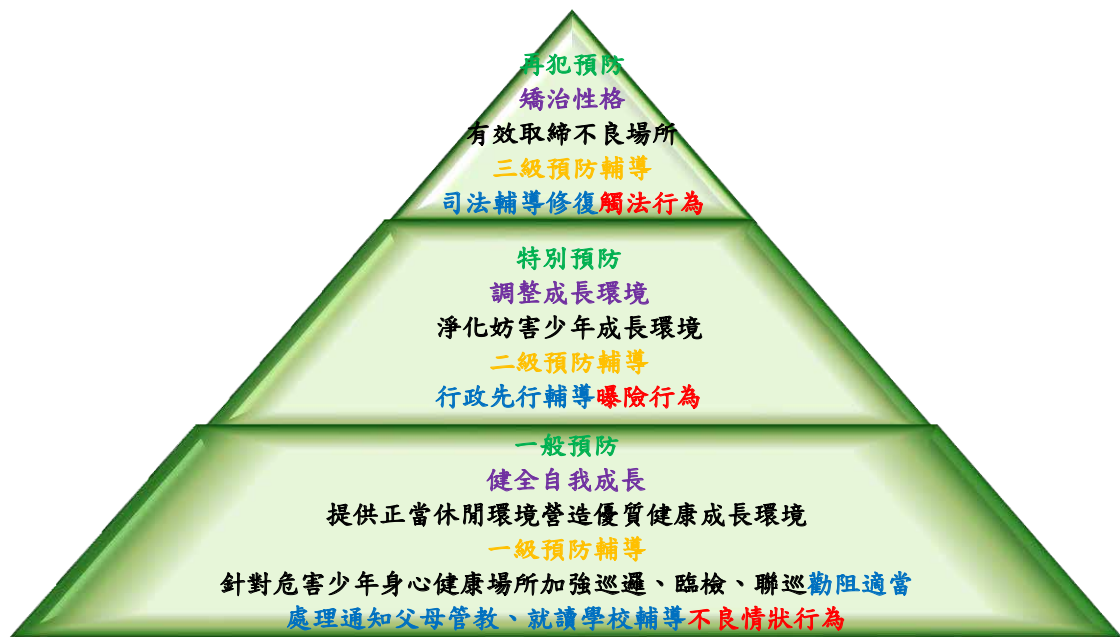 再犯預防
矯治性格
有效取締不良場所
三級預防輔導
司法輔導修復觸法行為
特別預防
調整成長環境
淨化妨害少年成長環境
二級預防輔導
行政先行輔導曝險行為
一般預防
健全自我成長
提供正當休閒環境營造優質健康成長環境
一級預防輔導
針對危害少年身心健康場所加強巡邏、臨檢、聯巡勸阻適當
處理通知父母管教、就讀學校輔導不良情狀行為